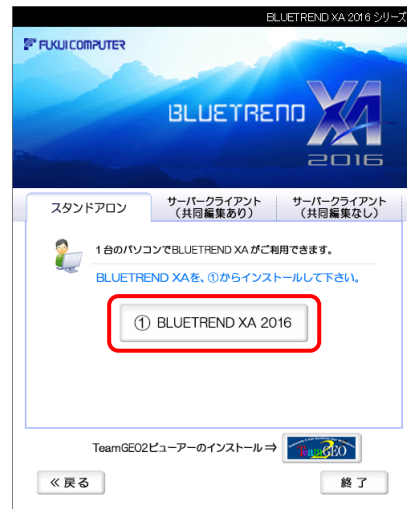 BLUETREND XA 2016 シリーズ
FUKUI COMPUTER
BLUETREND XA
2016
スタンドアロン
サーバークライアント
（共同編集あり）
サーバークライアント
（共同編集なし）
1台のパソコンでBLUETREND XAがご利用できます。
BLUETREND XAを、①からインストールして下さい。
① BLUETREND XA 2016
TeamGEO2ビューアーのインストール⇒
TeamGEO
≪戻る
終了